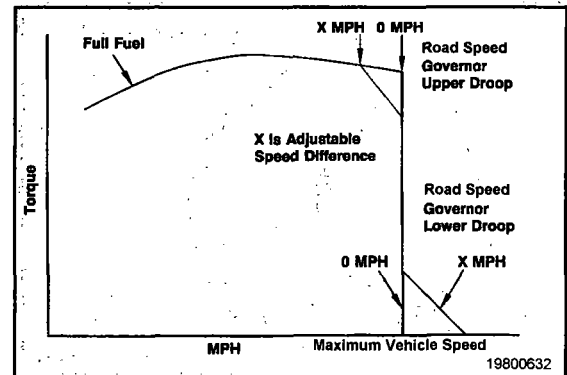 X MPH 0 MPH
Full Fuel
Road Speed
Governor
Upper Droop
X is Adjustable
Speed Difference
Torque
Road Speed
Governor
Lower Droop
0 MPH
X MPH
MPH
Maximum Vehicle Speed
19800632